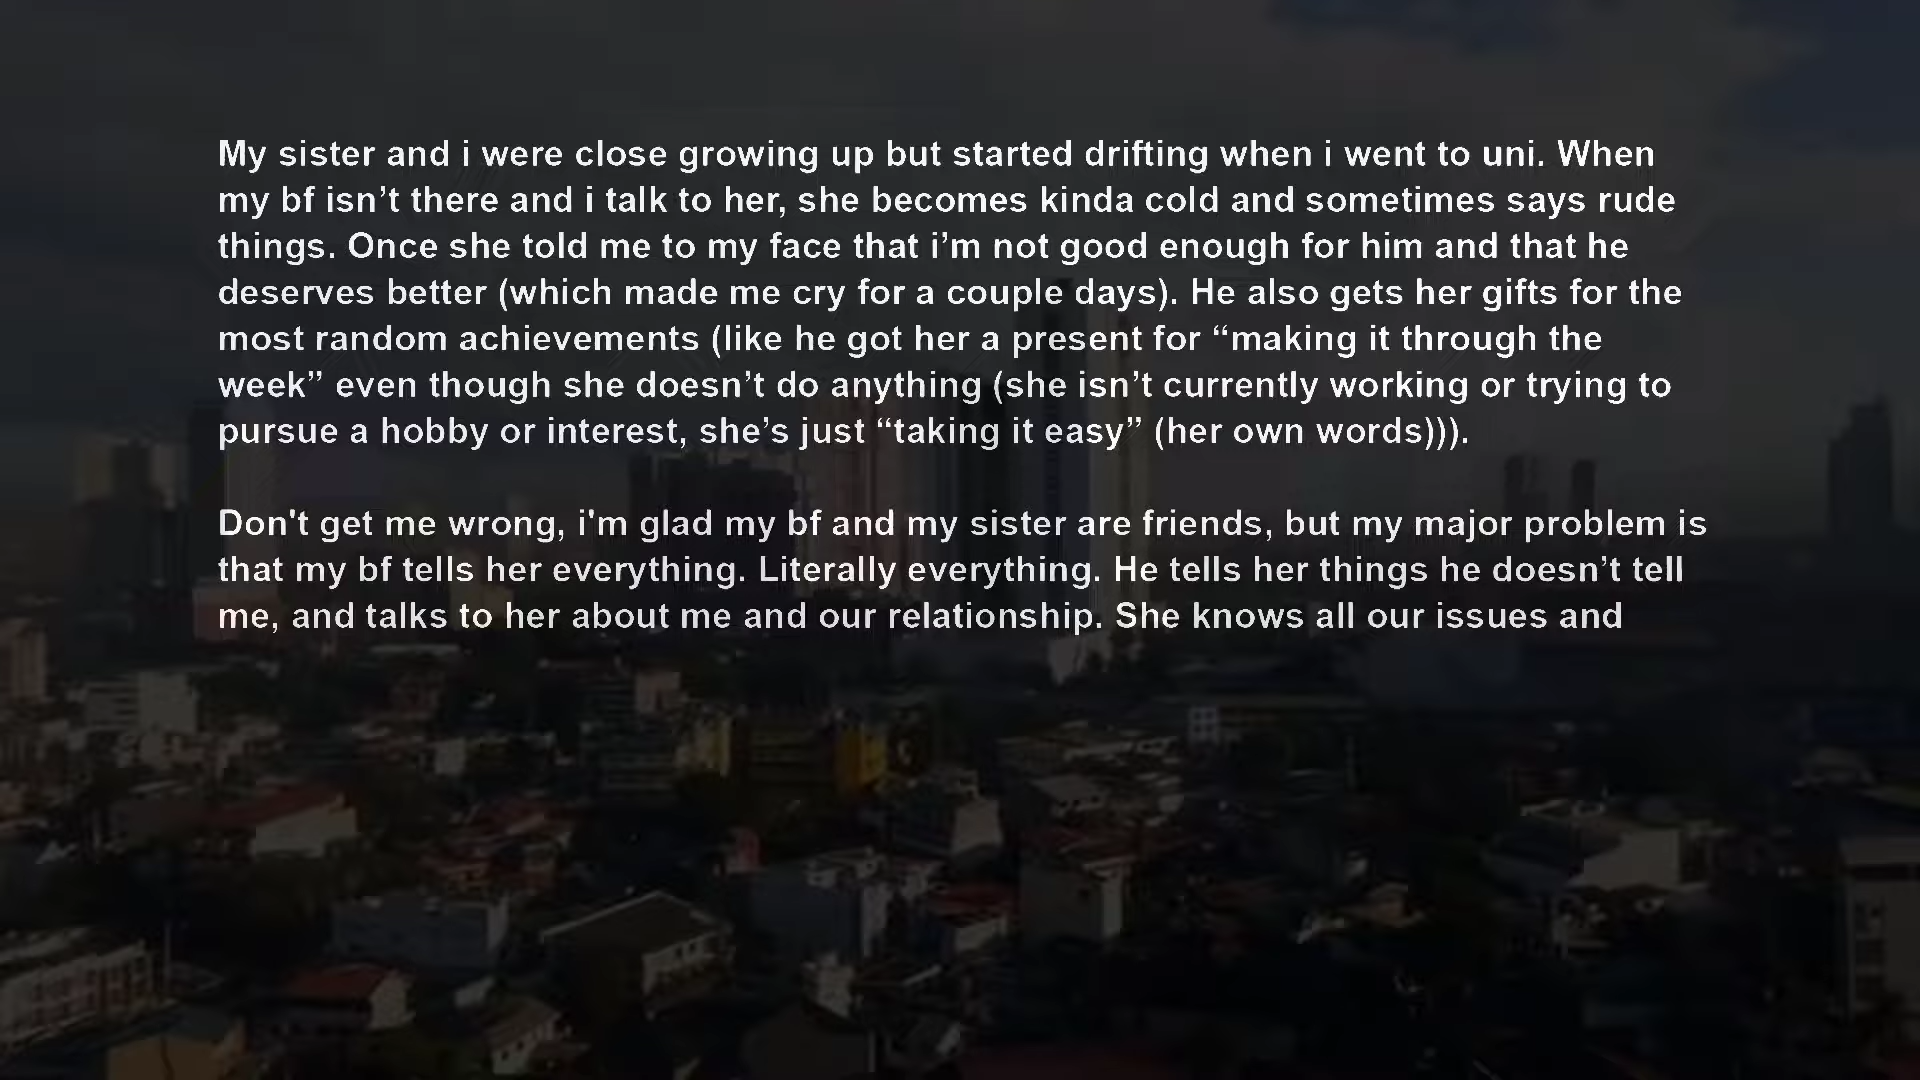 My sister and i were close growing up but started drifting when i went to uni. When
my bf isn’t there and i talk to her, she becomes kinda cold and sometimes says rude
things. Once she told me to my face that i’m not good enough for him and that he
deserves better (which made me cry for a couple days). He also gets her gifts for the
most random achievements (like he got her a present for “making it through the
week” even though she doesn’t do anything (she isn’t currently working or trying to
pursue a hobby or interest, she’s just “taking it easy” (her own words))).
Don't get me wrong, i'm glad my bf and my sister are friends, but my major problem is
that my bf tells her everything. Literally everything. He tells her things he doesn’t tell
me, and talks to her about me and our relationship. She knows all our issues and